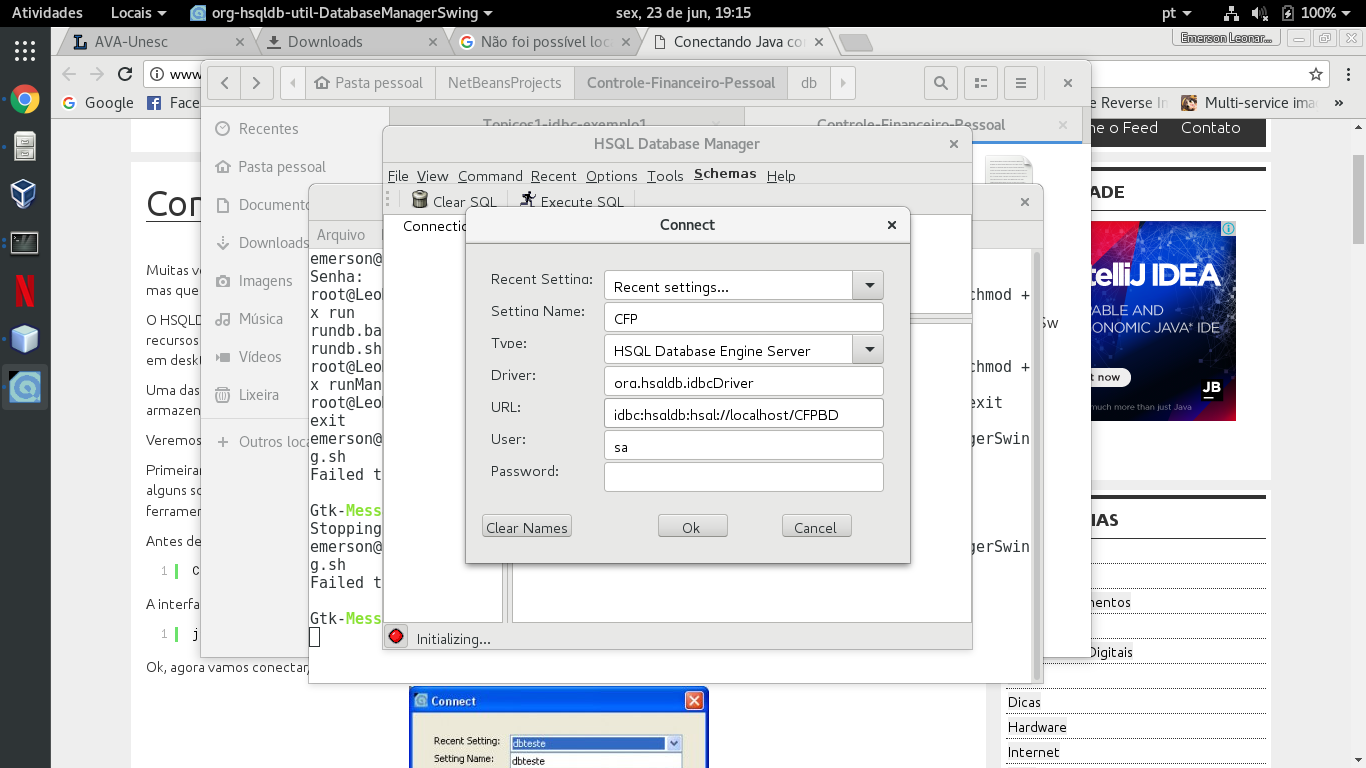 Atividades Locais org-hsqldb-util-DatabaseManagerSwing sex, 23 de jun, 19:15 pt 100%
AVA-Unesc Downloads Não foi possível loc Conectando Java co Emerson Leonar...
www
Pasta pessoal NetBeansProjects Controle-Financeiro-Pessoal db
Google Face Reverse In Multi-service ima »
Recentes
Topicos1-jdbc-exemplo1 Controle-Financeiro-Pessoal
o Feed Contato
HSQL Database Manager
Pasta pessoal
File View Command Recent Options Tools Schemas Help
DADE
Documento
Clear SQL Execute SQL
Connect
Arquivo
Downloads
emerson@
Senha:
Recent Setting: Recent settings...
Imagens
root@Leo
chmod +
x run
Setting Name: CFP
Música
rundb.ba
rundb.sh
Type: HSQL Database Engine Server
Vídeos
root@Leo
chmod +
x runMan
Driver: org.hsqldb.jdbcDriver
Lixeira
root@Leo
exit
URL: jdbc:hsqldb:hsql://localhost/CFPBD
exit
User: sa
Outros loca
emerson@
gerSwin
g.sh
Password:
Failed t
Gtk-Mess
Stopping
Clear Names Ok Cancel
emerson@
gerSwin
g.sh
Failed t
Gtk-Mess
Initializing...
Muitas ve
mas que
O HSQLD
recursos
em deskt
Uma das
armazen
Veremos
Primeiran
alguns so
ferramen
Antes de
1 C
A interfa
1 j
Ok, agora vamos conectar,
Connect
Recent Setting: dbteste
Setting Name: dbteste
telliJ IDEA
ABLE AND
ONOMIC JAVA* IDE
t now
much more than just Java
JB
IAS
mentos
Digitais
Dicas
Hardware
Internet